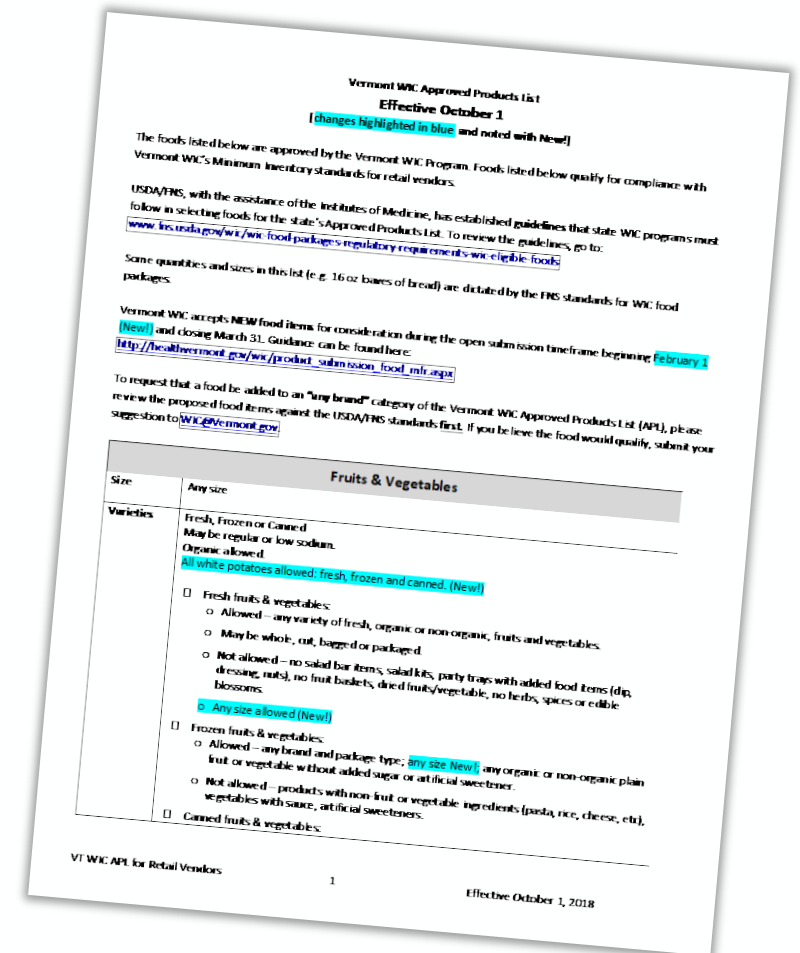 Vermont WIC Approved Products List
Effective October 1
[changes highlighted in blue and noted with New!]
The foods listed below are approved by the Vermont WIC Program. Foods listed below qualify for compliance with
Vermont WIC's Minimum Inventory standards for retail vendors.
USDA/FNS, with the assistance of the Institutes of Medicine, has established guidelines that state WIC programs must
follow in selecting foods for the state's Approved Products List. To review the guidelines, go to:
www.fns.usda.gov/wic/wic-food-packages-regulatory-requirements-wic-eligible-foods
Some quantities and sizes in this list (e.g. 16 oz loaves of bread) are dictated by the FNS standards for WIC food
packages.
Vermont WIC accepts NEW food items for consideration during the open submission timeframe beginning February 1
(New!) and closing March 31. Guidance can be found here:
http://healthvermont.gov/wic/product_submission_food_mfr.aspx
To request that a food be added to an "any brand" category of the Vermont WIC Approved Products List (APL), please
review the proposed food items against the USDA/FNS standards first. If you believe the food would qualify, submit your
suggestion to WIC@Vermont.gov
Fruits & Vegetables
Size Any size
Varieties Fresh, Frozen or Canned
May be regular or low sodium.
Organic allowed.
All white potatoes allowed: fresh, frozen and canned. (New!)
Fresh fruits & vegetables:
o Allowed – any variety of fresh, organic or non-organic, fruits and vegetables.
o May be whole, cut, bagged or packaged.
o Not allowed – no salad bar items, salad kits, party trays with added food items (dip,
dressing, nuts), no fruit baskets, dried fruits/vegetable, no herbs, spices or edible
blossoms.
o Any size allowed (New!)
Frozen fruits & vegetables:
o Allowed – any brand and package type; any size New!; any organic or non-organic plain
fruit or vegetable without added sugar or artificial sweetener.
o Not allowed – products with non-fruit or vegetable ingredients (pasta, rice, cheese, etc),
vegetables with sauce, artificial sweeteners.
Canned fruits & vegetables:
VT WIC APL for Retail Vendors
1
Effective October 1, 2018